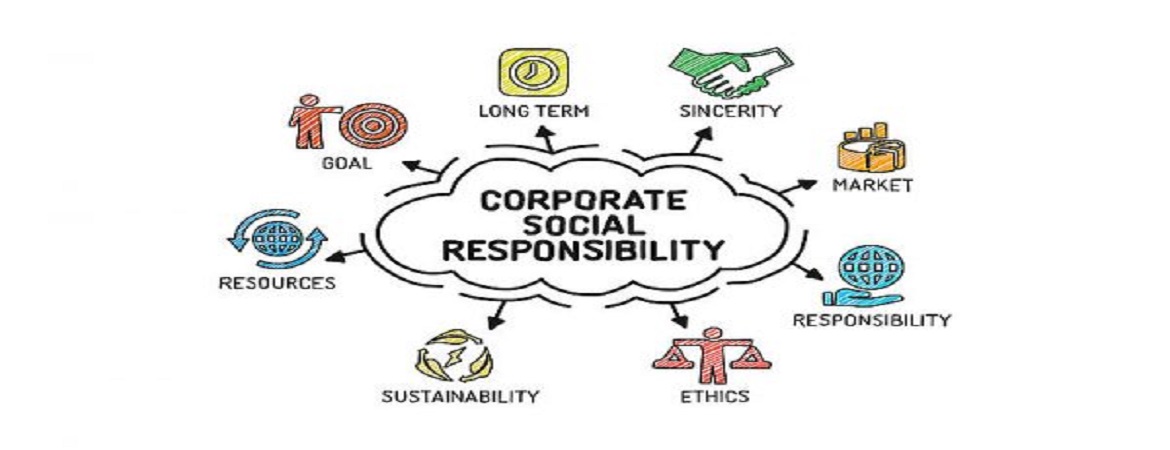 LONG TERM
SINCERITY
GOAL
MARKET
CORPORATE
SOCIAL
RESPONSIBILITY
RESOURCES
RESPONSIBILITY
SUSTAINABILITY
ETHICS